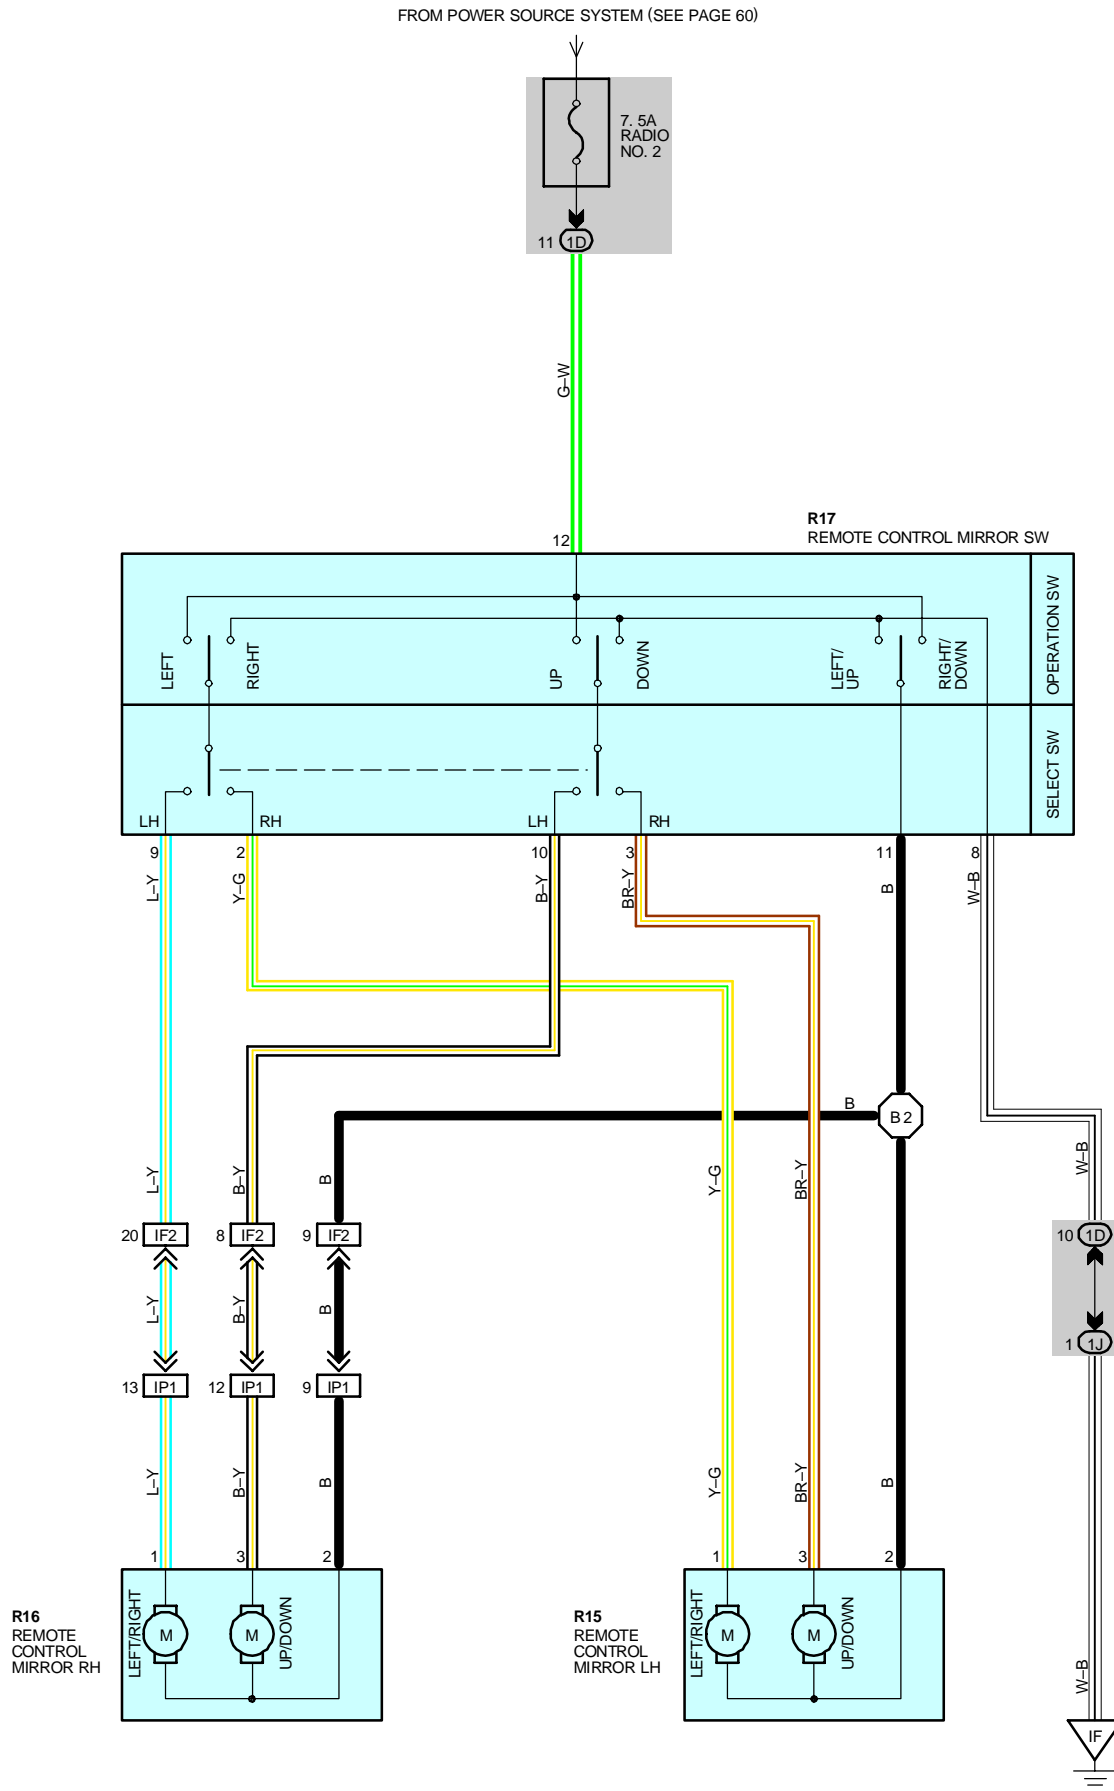 FROM POWER SOURCE SYSTEM (SEE PAGE 60)
7. 5A
RADIO
NO. 2
11 1D
G–W
12
R17
REMOTE CONTROL MIRROR SW
LEFT
RIGHT
UP
DOWN
LEFT/
UP
RIGHT/
DOWN
OPERATION SW
SELECT SW
LH
RH
LH
RH
9
2
10
3
11
8
L–Y
Y–G
B–Y
BR–Y
B
W–B
B
B 2
L–Y
B–Y
B
Y–G
BR–Y
W–B
20 IF2
8 IF2
9 IF2
10 1D
L–Y
B–Y
B
1 1J
13 IP1
12 IP1
9 IP1
L–Y
B–Y
B
Y–G
BR–Y
B
1
3
2
1
3
2
R16
REMOTE
CONTROL
MIRROR RH
LEFT/RIGHT
M
M
UP/DOWN
R15
REMOTE
CONTROL
MIRROR LH
LEFT/RIGHT
M
M
UP/DOWN
W–B
IF